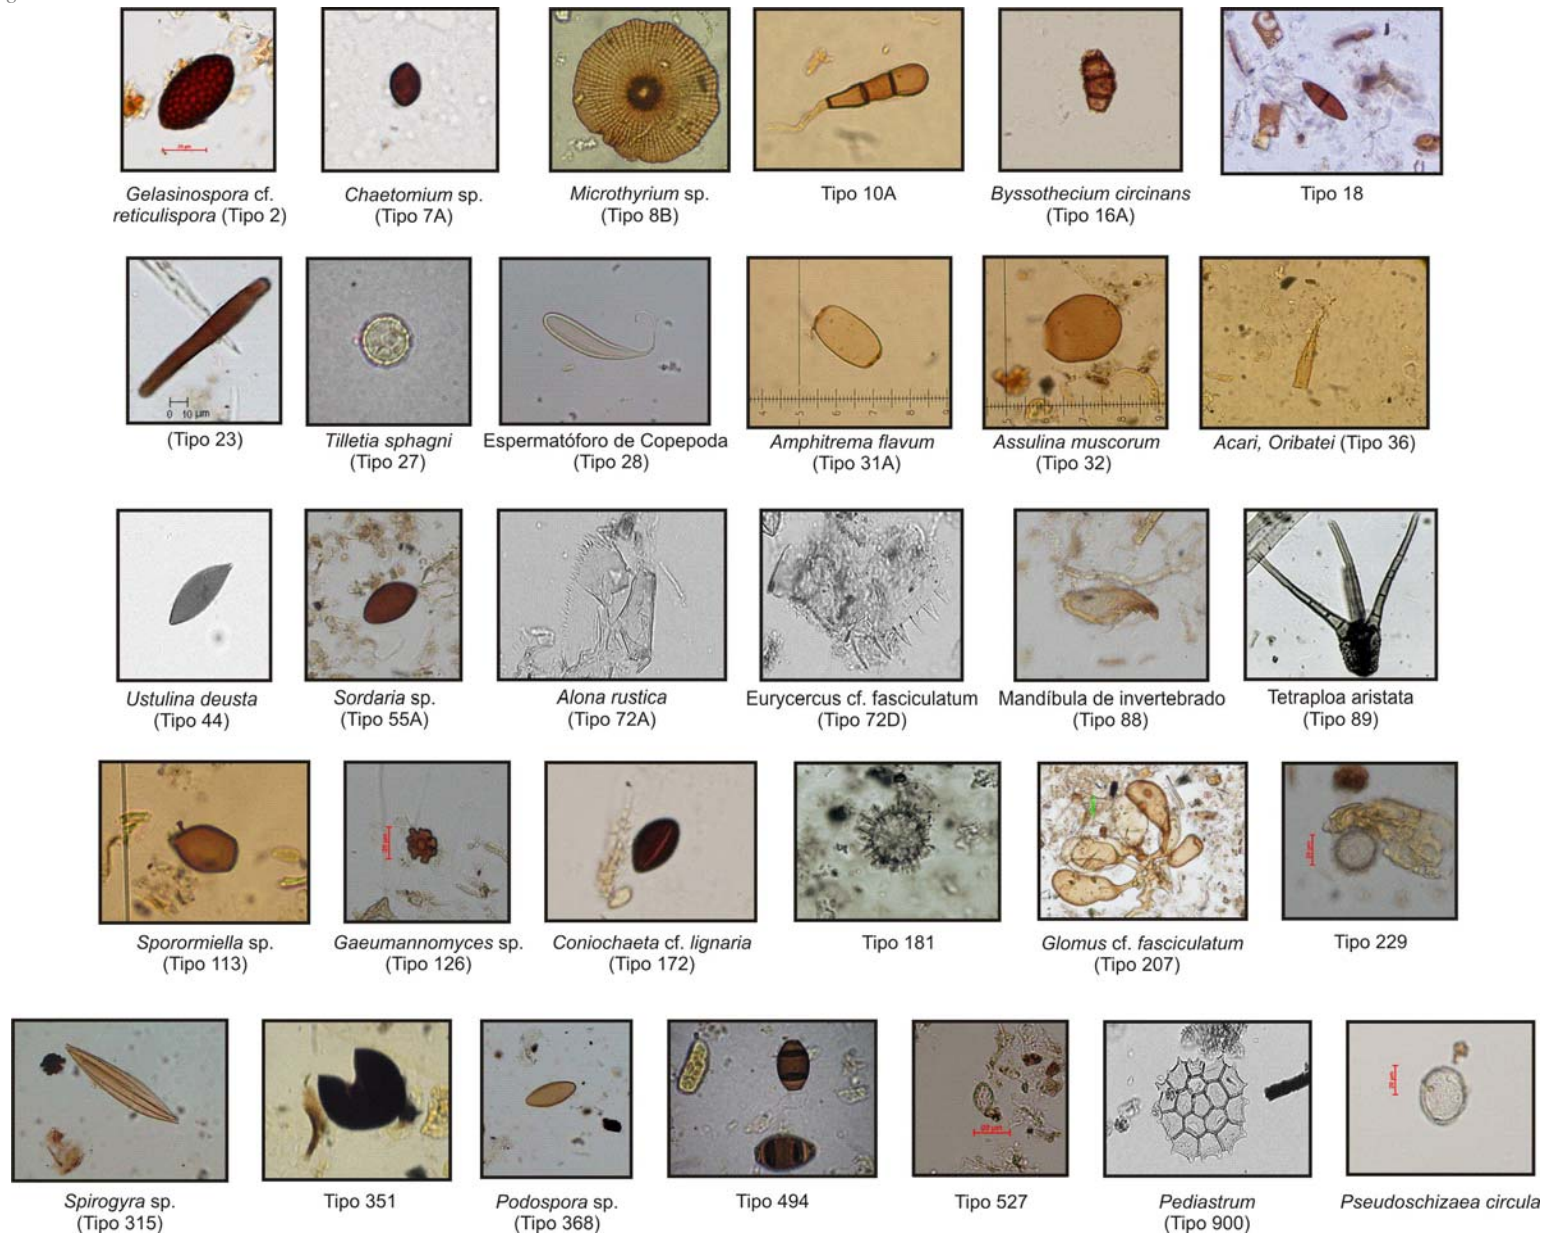 Gelasinospora cf.
reticulispora (Tipo 2)
Chaetomium sp.
(Tipo 7A)
Microthyrium sp.
(Tipo 8B)
Tipo 10A
Byssothecium circinans
(Tipo 16A)
Tipo 18
0 10 µm
(Tipo 23)
Tilletia sphagni
(Tipo 27)
Espermatóforo de Copepoda
(Tipo 28)
Amphitrema flavum
(Tipo 31A)
Assulina muscorum
(Tipo 32)
Acari, Oribatei (Tipo 36)
Ustulina deusta
(Tipo 44)
Sordaria sp.
(Tipo 55A)
Alona rustica
(Tipo 72A)
Eurycercus cf. fasciculatum
(Tipo 72D)
Mandíbula de invertebrado
(Tipo 88)
Tetraploa aristata
(Tipo 89)
Sporormiella sp.
(Tipo 113)
Gaeumannomyces sp.
(Tipo 126)
Coniochaeta cf. lignaria
(Tipo 172)
Tipo 181
Glomus cf. fasciculatum
(Tipo 207)
Tipo 229
Spirogyra sp.
(Tipo 315)
Tipo 351
Podospora sp.
(Tipo 368)
Tipo 494
Tipo 527
Pediastrum
(Tipo 900)
Pseudoschizaea circula